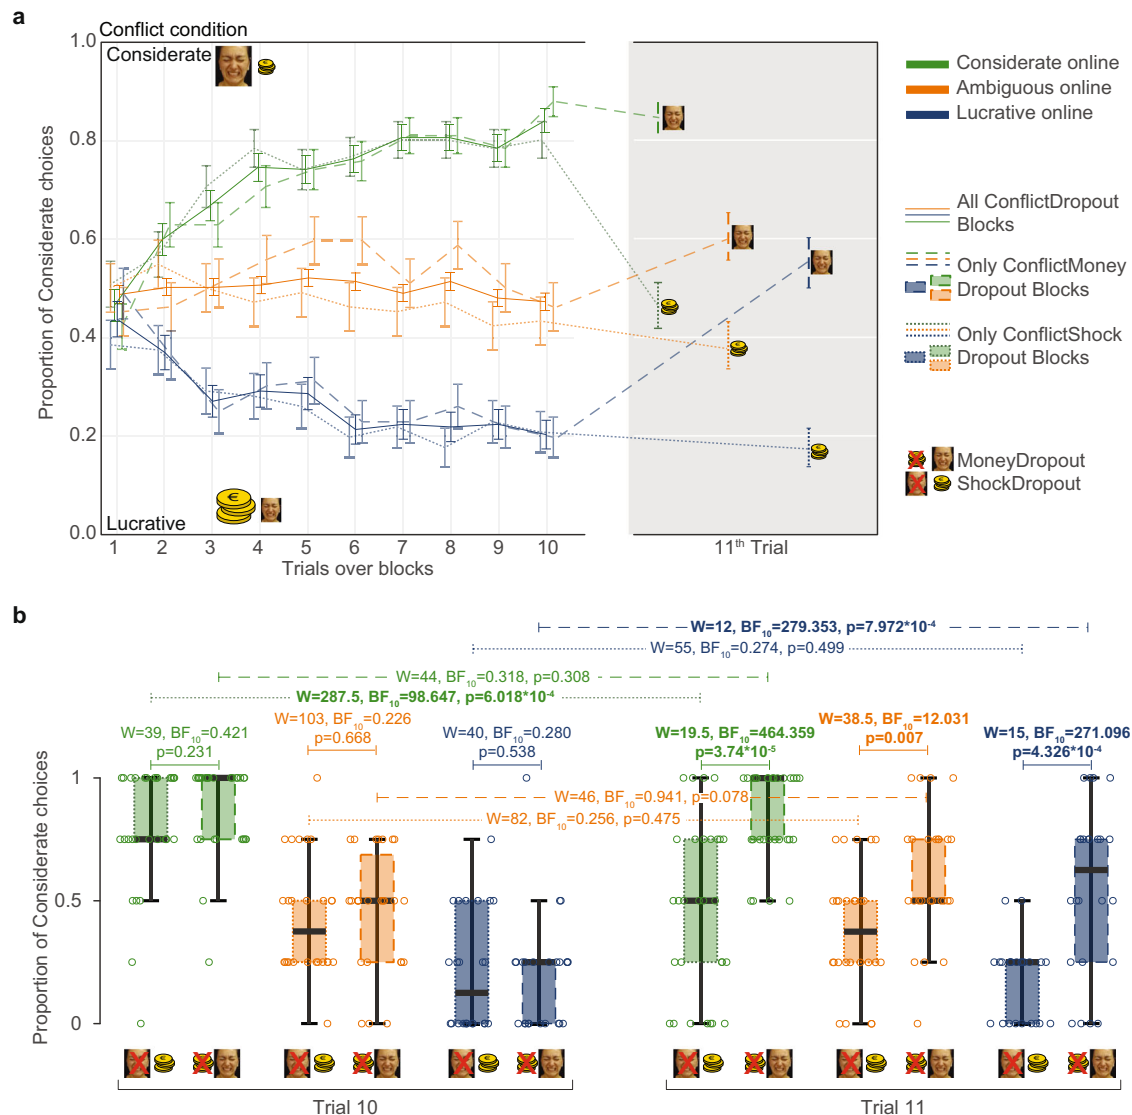 a
Conflict condition
Considerate
1.0
0.8
0.6
0.4
0.2
0.0
Proportion of Considerate choices
Lucrative
€
1 2 3 4 5 6 7 8 9 10
Trials over blocks
11th Trial
Considerate online
Ambiguous online
Lucrative online
All ConflictDropout
Blocks
Only ConflictMoney
Dropout Blocks
Only ConflictShock
Dropout Blocks
MoneyDropout
ShockDropout
b
W=12, BF10=279.353, p=7.972*10-4
W=55, BF10=0.274, p=0.499
W=44, BF10=0.318, p=0.308
W=287.5, BF10=98.647, p=6.018*10-4
W=39, BF10=0.421
p=0.231
W=103, BF10=0.226
p=0.668
W=40, BF10=0.280
p=0.538
W=19.5, BF10=464.359
p=3.74*10-5
W=38.5, BF10=12.031
p=0.007
W=15, BF10=271.096
p=4.326*10-4
W=46, BF10=0.941, p=0.078
W=82, BF10=0.256, p=0.475
1
0.5
0
Proportion of Considerate choices
Trial 10
Trial 11